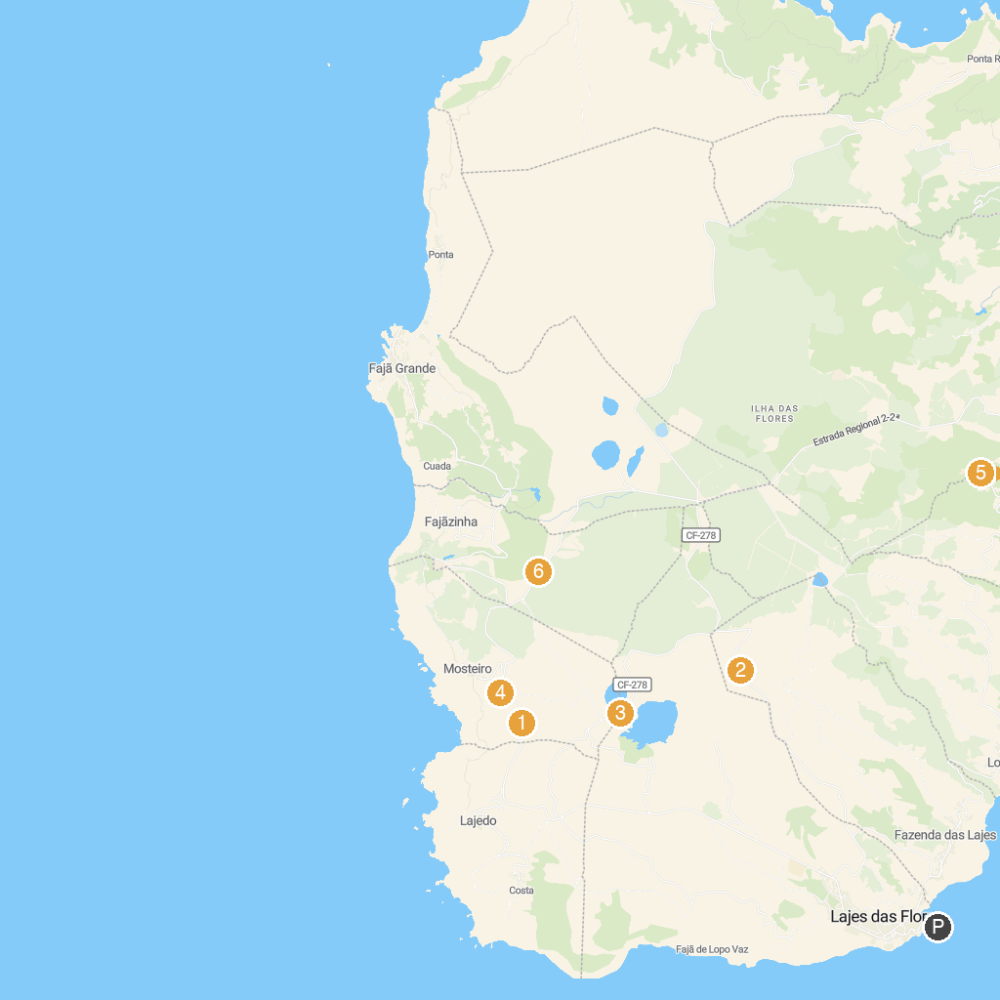 Ponta R
Ponta
Fajã Grande
ILHA DAS
FLORES
Estrada Regional 2-2ª
Cuada
5
Fajãzinha
CF-278
6
Mosteiro
2
CF-278
4
3
1
Lo
Lajedo
Fazenda das Lajes
Costa
Lajes das Flor
P
Fajã de Lopo Vaz